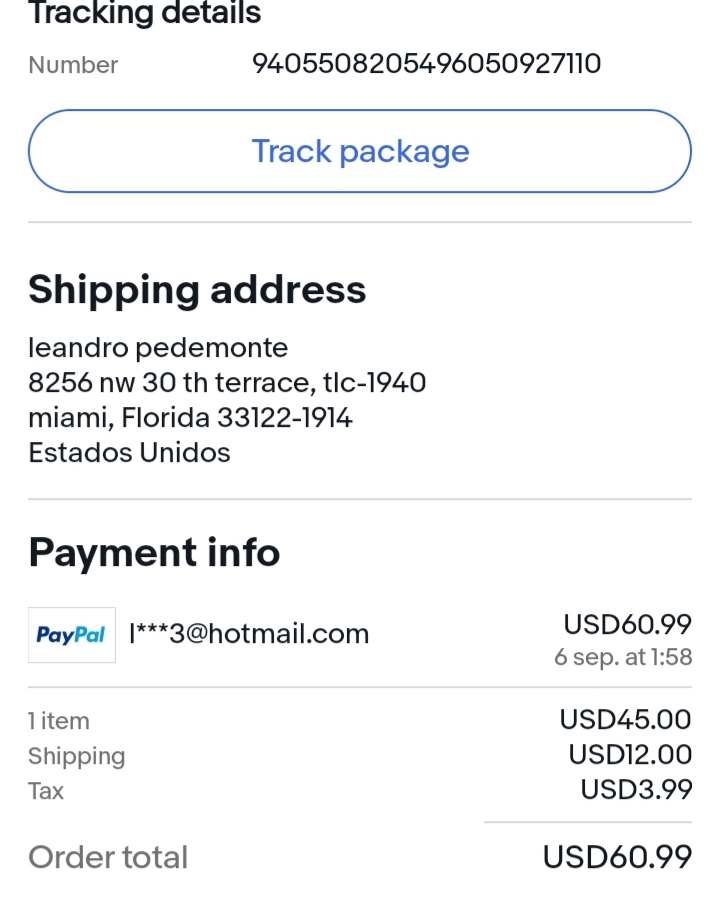 Tracking details
Number 9405508205496050927110
Track package
Shipping address
leandro pedemonte
8256 nw 30 th terrace, tlc-1940
miami, Florida 33122-1914
Estados Unidos
Payment info
PayPal l***3@hotmail.com USD60.99
6 sep. at 1:58
1 item USD45.00
Shipping USD12.00
Tax USD3.99
Order total USD60.99